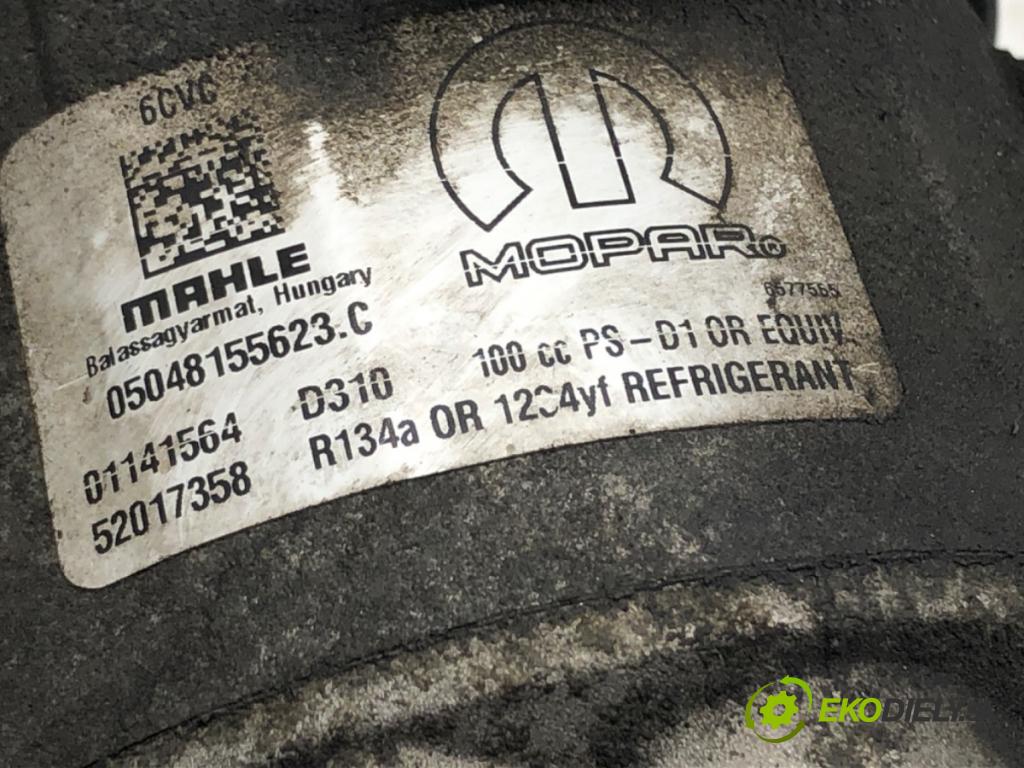 6CVC
MOPAR®
MAHLE
Balassagyarmat, Hungary
6577555
05048155623.C
01141564 D310 100 cc PS-D1 OR EQUIV.
52017358 R134a OR 1234yf REFRIGERANT
EKODIELY